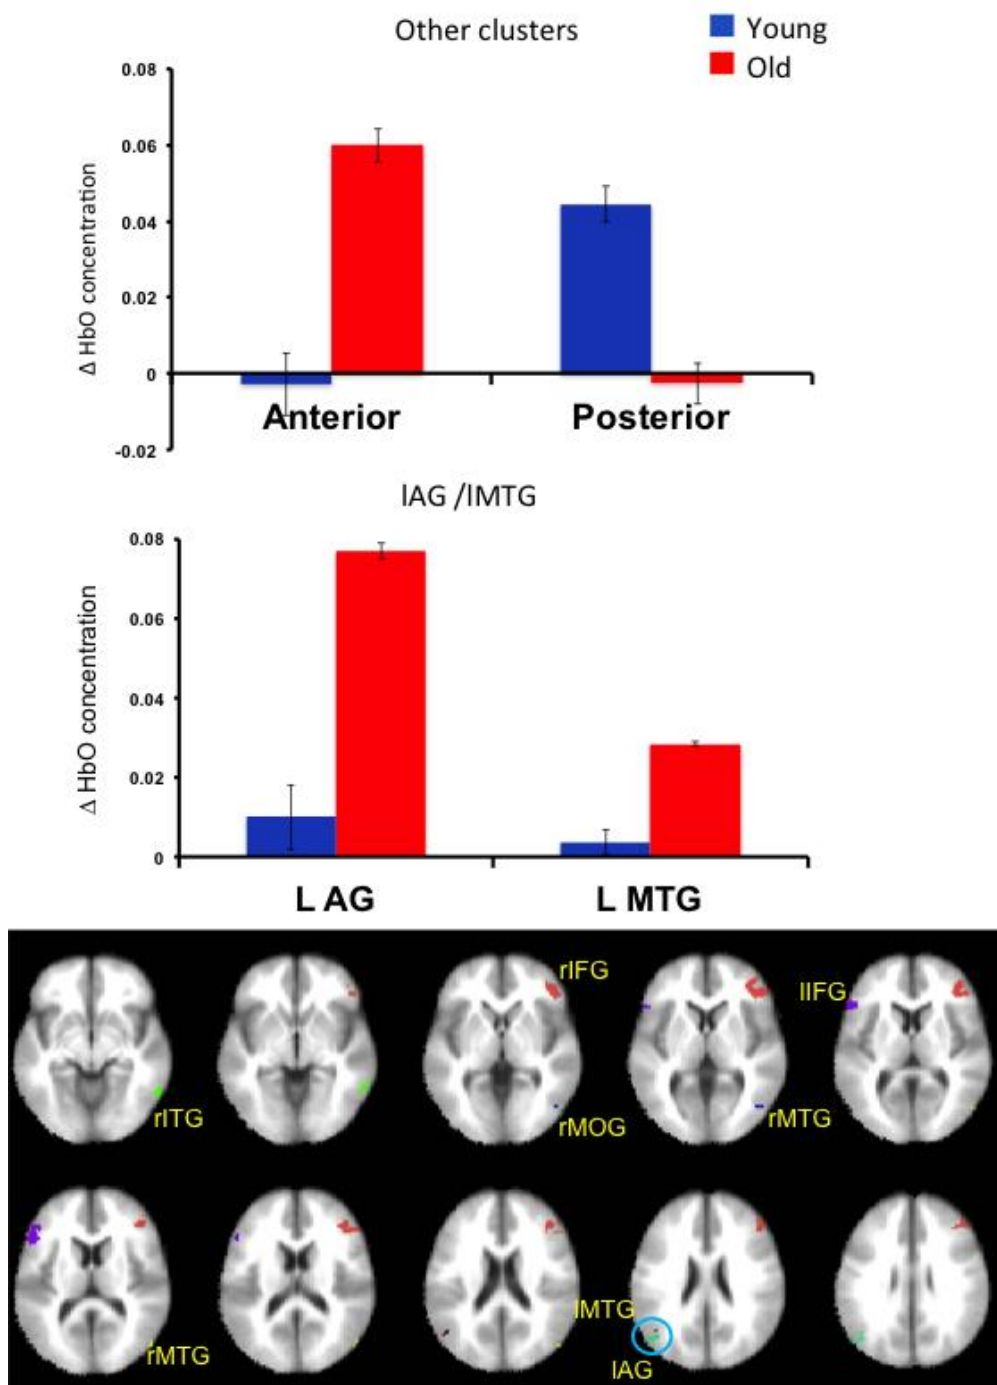 Other clusters
Young
Old
Δ HbO concentration
0.08
0.06
0.04
0.02
0
-0.02
Anterior Posterior
lAG /lMTG
Δ HbO concentration
0.08
0.06
0.04
0.02
0
L AG L MTG
rIFG
lIFG
rITG
rMOG
rMTG
lMTG
rMTG
lAG